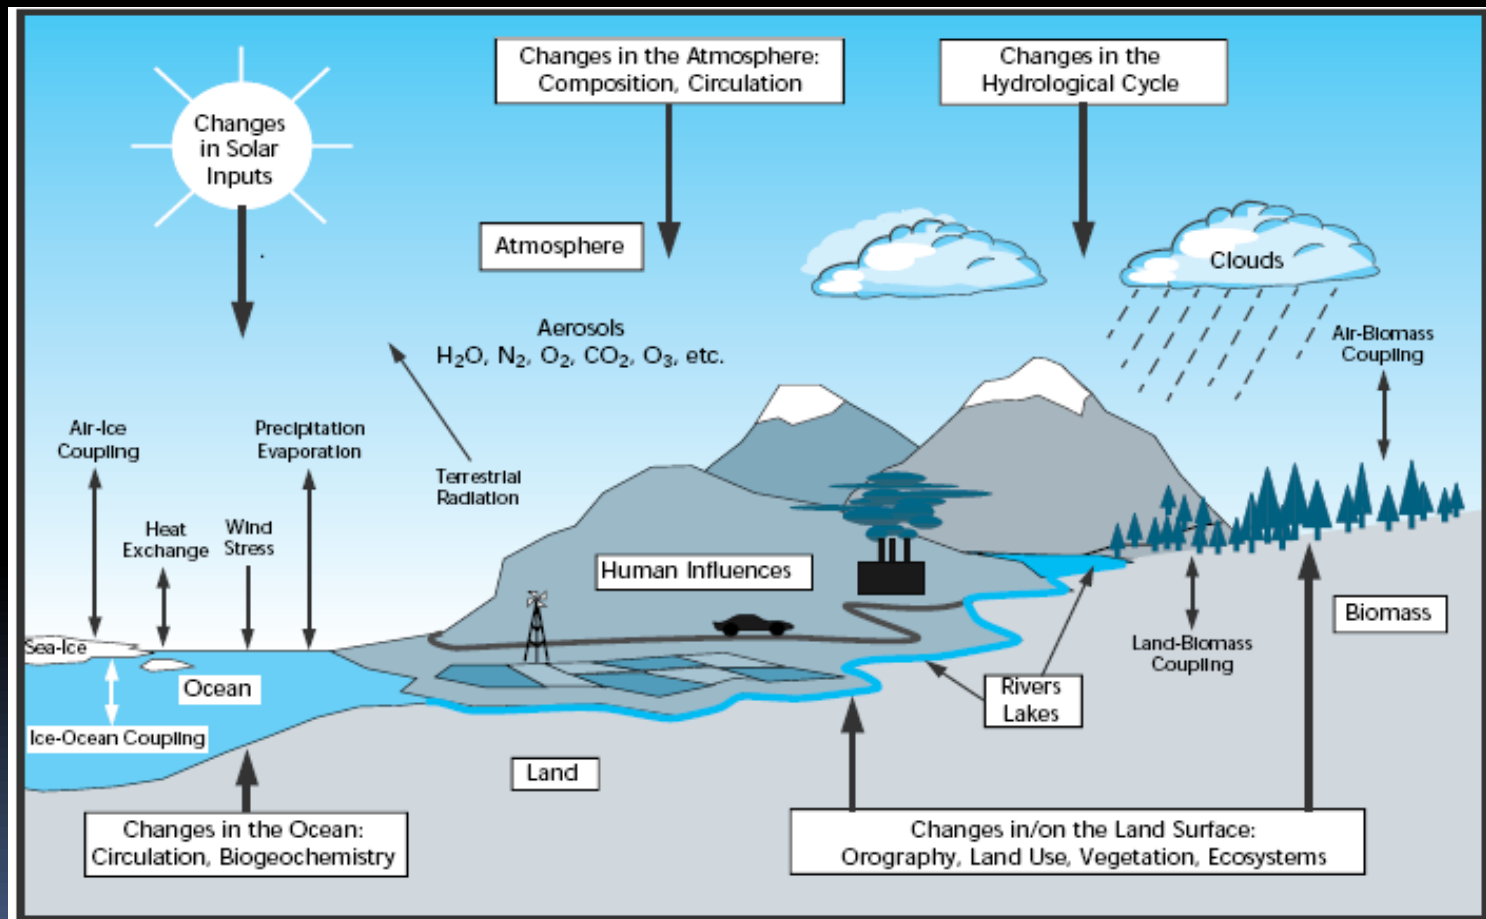 Changes in the Atmosphere:
Composition, Circulation
Changes in the
Hydrological Cycle
Changes
in Solar
Inputs
Atmosphere
Clouds
Aerosols
H₂O, N₂, O₂, CO₂, O₃, etc.
Air-Biomass
Coupling
Air-Ice
Coupling
Precipitation
Evaporation
Terrestrial
Radiation
Heat
Exchange
Wind
Stress
Human Influences
Biomass
Sea-Ice
Land-Biomass
Coupling
Ocean
Rivers
Lakes
Ice-Ocean Coupling
Land
Changes in the Ocean:
Circulation, Biogeochemistry
Changes in/on the Land Surface:
Orography, Land Use, Vegetation, Ecosystems